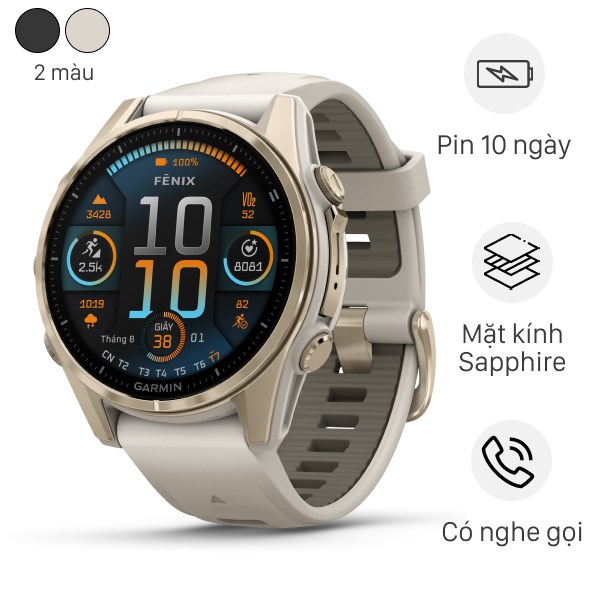 2 màu
100%
FĒNIX
3428
VO₂
52
10
10
2.5k
8081
1019
82
Tháng 8
GIÂY
38
01
CN T2 T3 T4 T5 T6 T7
GARMIN
Pin 10 ngày
Mặt kính
Sapphire
Có nghe gọi